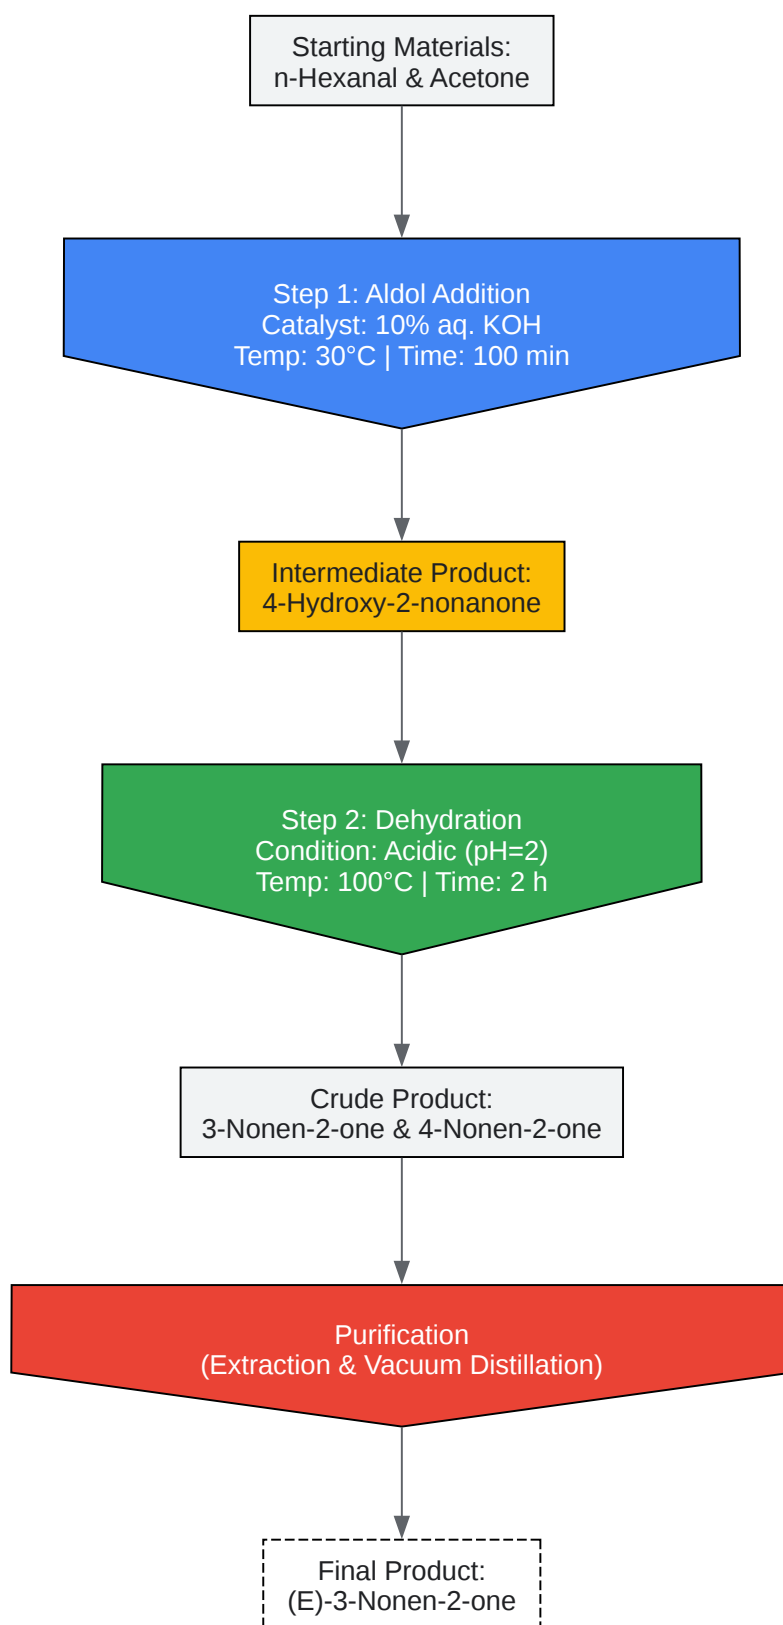 Starting Materials:
n-Hexanal & Acetone
Step 1: Aldol Addition
Catalyst: 10% aq. KOH
Temp: 30°C | Time: 100 min
Intermediate Product:
4-Hydroxy-2-nonanone
Step 2: Dehydration
Condition: Acidic (pH=2)
Temp: 100°C | Time: 2 h
Crude Product:
3-Nonen-2-one & 4-Nonen-2-one
Purification
(Extraction & Vacuum Distillation)
Final Product:
(E)-3-Nonen-2-one